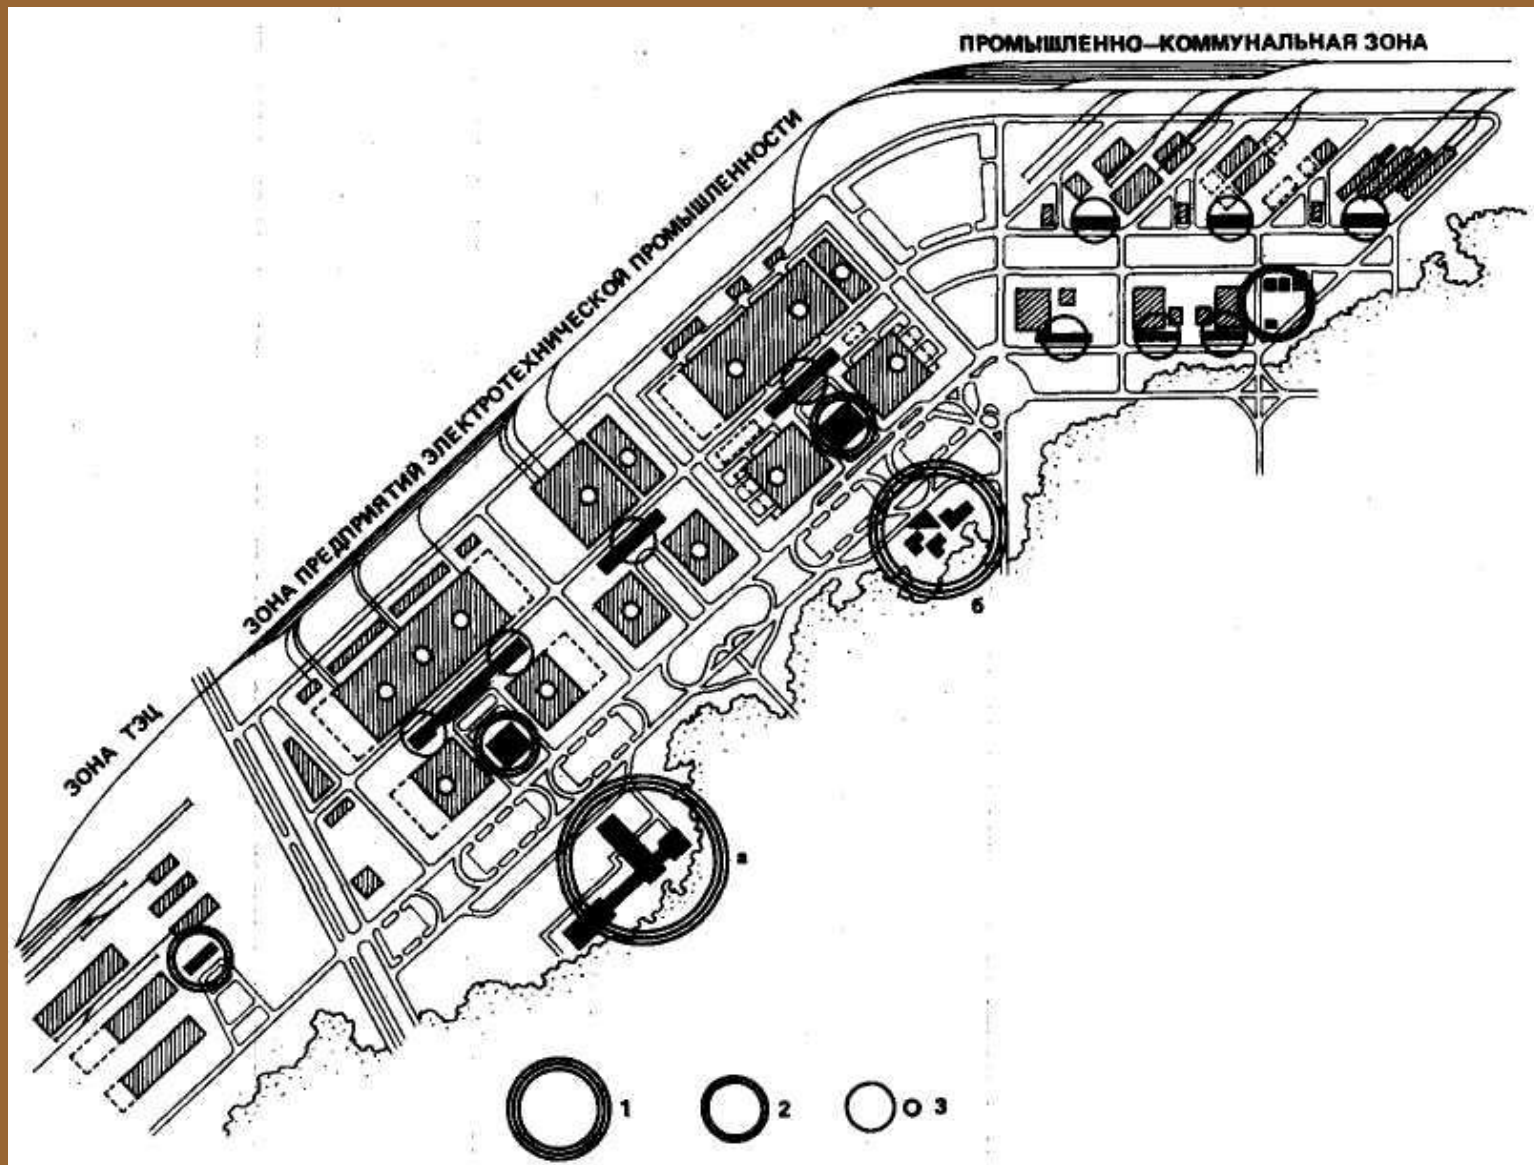 ПРОМЫШЛЕННО–КОММУНАЛЬНАЯ ЗОНА
ЗОНА ПРЕДПРИЯТИЙ ЭЛЕКТРОТЕХНИЧЕСКОЙ ПРОМЫШЛЕННОСТИ
ЗОНА ТЭЦ
б
а
1
2
3